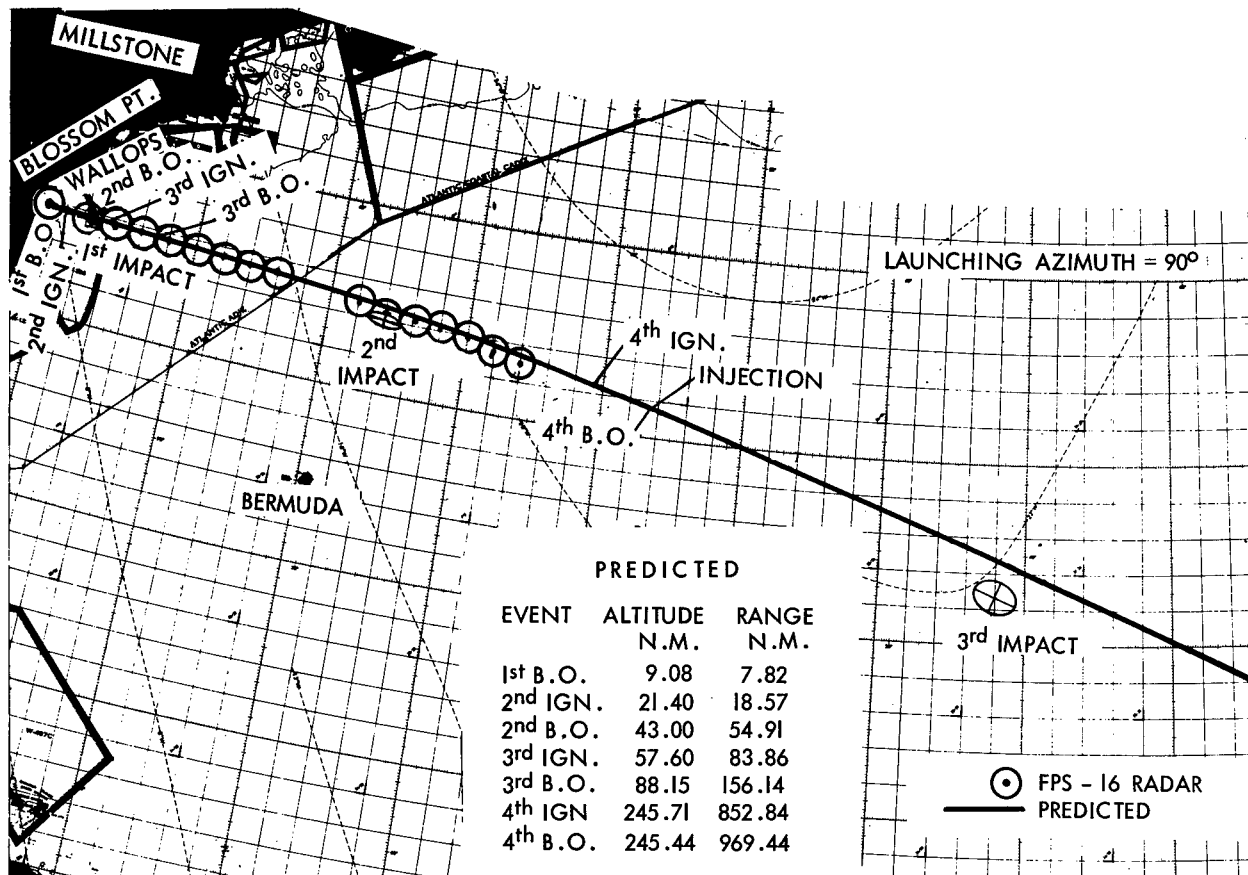 MILLSTONE
BLOSSOM PT.
WALLOPS
2nd B.O.
3rd IGN.
3rd B.O.
1st B.O.
2nd IGN.
1st IMPACT
ATLANTIC COASTAL CADIZ
LAUNCHING AZIMUTH = 90°
2nd
IMPACT
4th IGN.
INJECTION
4th B.O.
BERMUDA
3rd IMPACT
PREDICTED
EVENT ALTITUDE RANGE
N.M. N.M.
1st B.O. 9.08 7.82
2nd IGN. 21.40 18.57
2nd B.O. 43.00 54.91
3rd IGN. 57.60 83.86
3rd B.O. 88.15 156.14
4th IGN 245.71 852.84
4th B.O. 245.44 969.44
FPS - 16 RADAR
PREDICTED